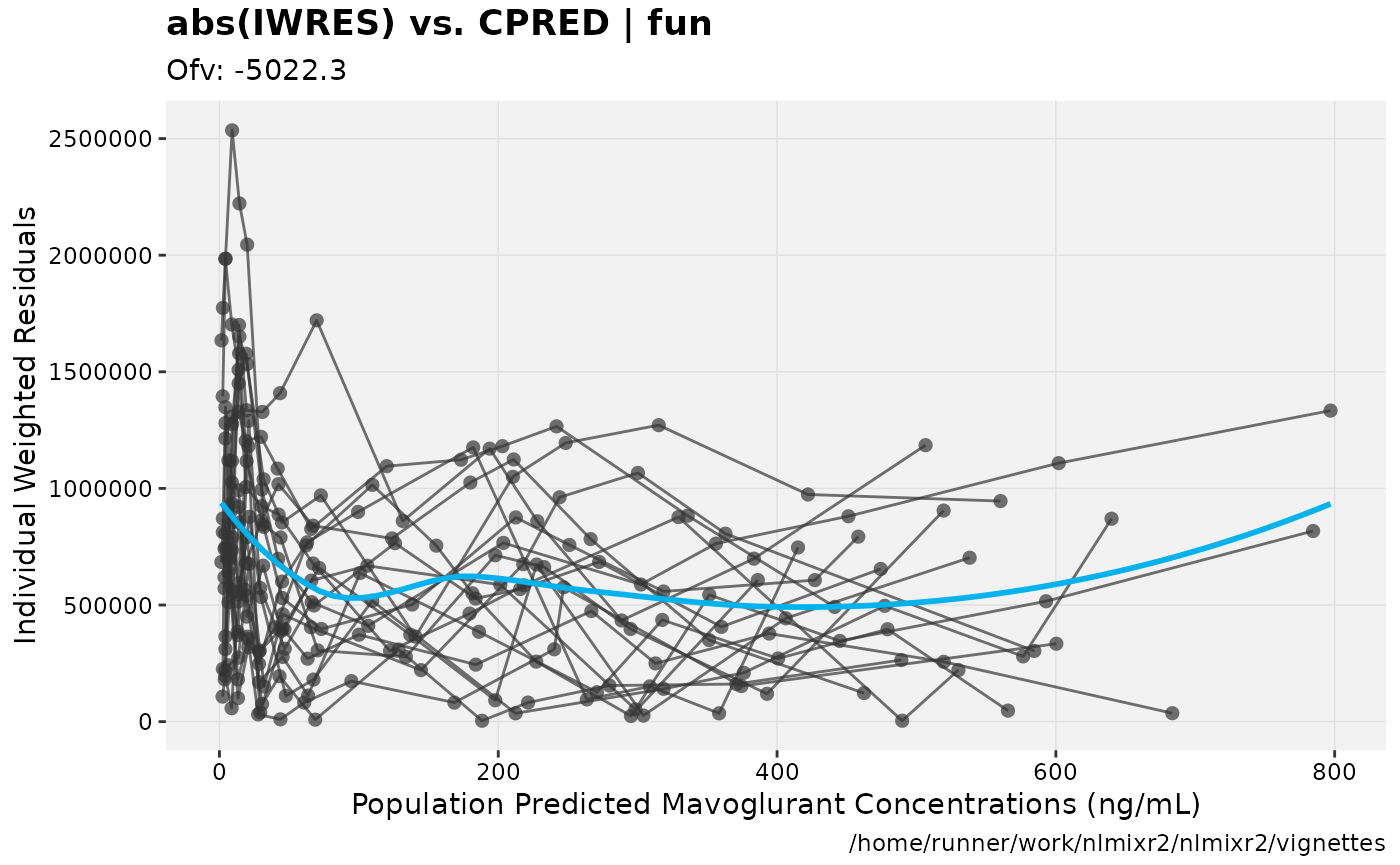 abs(IWRES) vs. CPRED | fun
Ofv: -5022.3
Individual Weighted Residuals
2500000
2000000
1500000
1000000
500000
0
0 200 400 600 800
Population Predicted Mavoglurant Concentrations (ng/mL)
/home/runner/work/nlmixr2/nlmixr2/vignettes